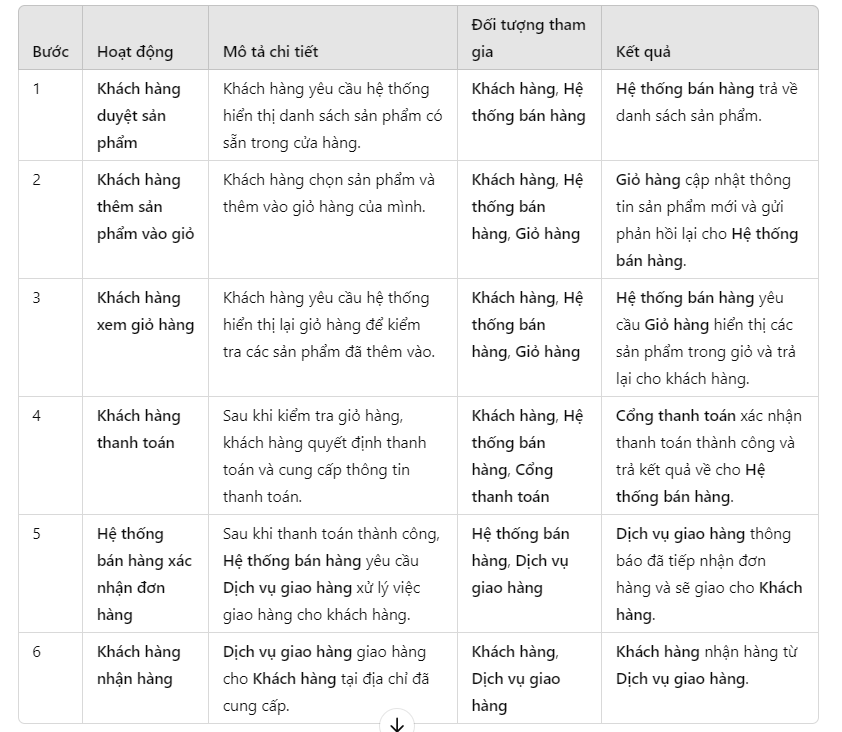 Bước
Hoạt động
Mô tả chi tiết
Đối tượng tham
gia
Kết quả
1
Khách hàng
duyệt sản
phẩm
Khách hàng yêu cầu hệ thống
hiển thị danh sách sản phẩm có
sẵn trong cửa hàng.
Khách hàng, Hệ
thống bán hàng
Hệ thống bán hàng trả về
danh sách sản phẩm.
2
Khách hàng
thêm sản
phẩm vào giỏ
Khách hàng chọn sản phẩm và
thêm vào giỏ hàng của mình.
Khách hàng, Hệ
thống bán
hàng, Giỏ hàng
Giỏ hàng cập nhật thông
tin sản phẩm mới và gửi
phản hồi lại cho Hệ thống
bán hàng.
3
Khách hàng
xem giỏ hàng
Khách hàng yêu cầu hệ thống
hiển thị lại giỏ hàng để kiểm
tra các sản phẩm đã thêm vào.
Khách hàng, Hệ
thống bán
hàng, Giỏ hàng
Hệ thống bán hàng yêu
cầu Giỏ hàng hiển thị các
sản phẩm trong giỏ và trả
lại cho khách hàng.
4
Khách hàng
thanh toán
Sau khi kiểm tra giỏ hàng,
khách hàng quyết định thanh
toán và cung cấp thông tin
thanh toán.
Khách hàng, Hệ
thống bán
hàng, Cổng
thanh toán
Cổng thanh toán xác nhận
thanh toán thành công và
trả kết quả về cho Hệ
thống bán hàng.
5
Hệ thống
bán hàng xác
nhận đơn
hàng
Sau khi thanh toán thành công,
Hệ thống bán hàng yêu cầu
Dịch vụ giao hàng xử lý việc
giao hàng cho khách hàng.
Hệ thống bán
hàng, Dịch vụ
giao hàng
Dịch vụ giao hàng thông
báo đã tiếp nhận đơn
hàng và sẽ giao cho Khách
hàng.
6
Khách hàng
nhận hàng
Dịch vụ giao hàng giao hàng
cho Khách hàng tại địa chỉ đã
cung cấp.
Khách hàng,
Dịch vụ giao
hàng
Khách hàng nhận hàng từ
Dịch vụ giao hàng.